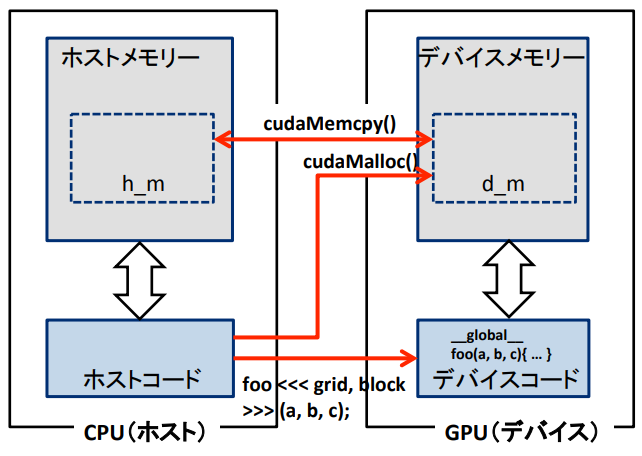 ホストメモリー
デバイスメモリー
cudaMemcpy()
cudaMalloc()
h_m
d_m
__global__
foo(a, b, c){ … }
ホストコード
デバイスコード
foo <<< grid, block
>>> (a, b, c);
CPU（ホスト）
GPU（デバイス）